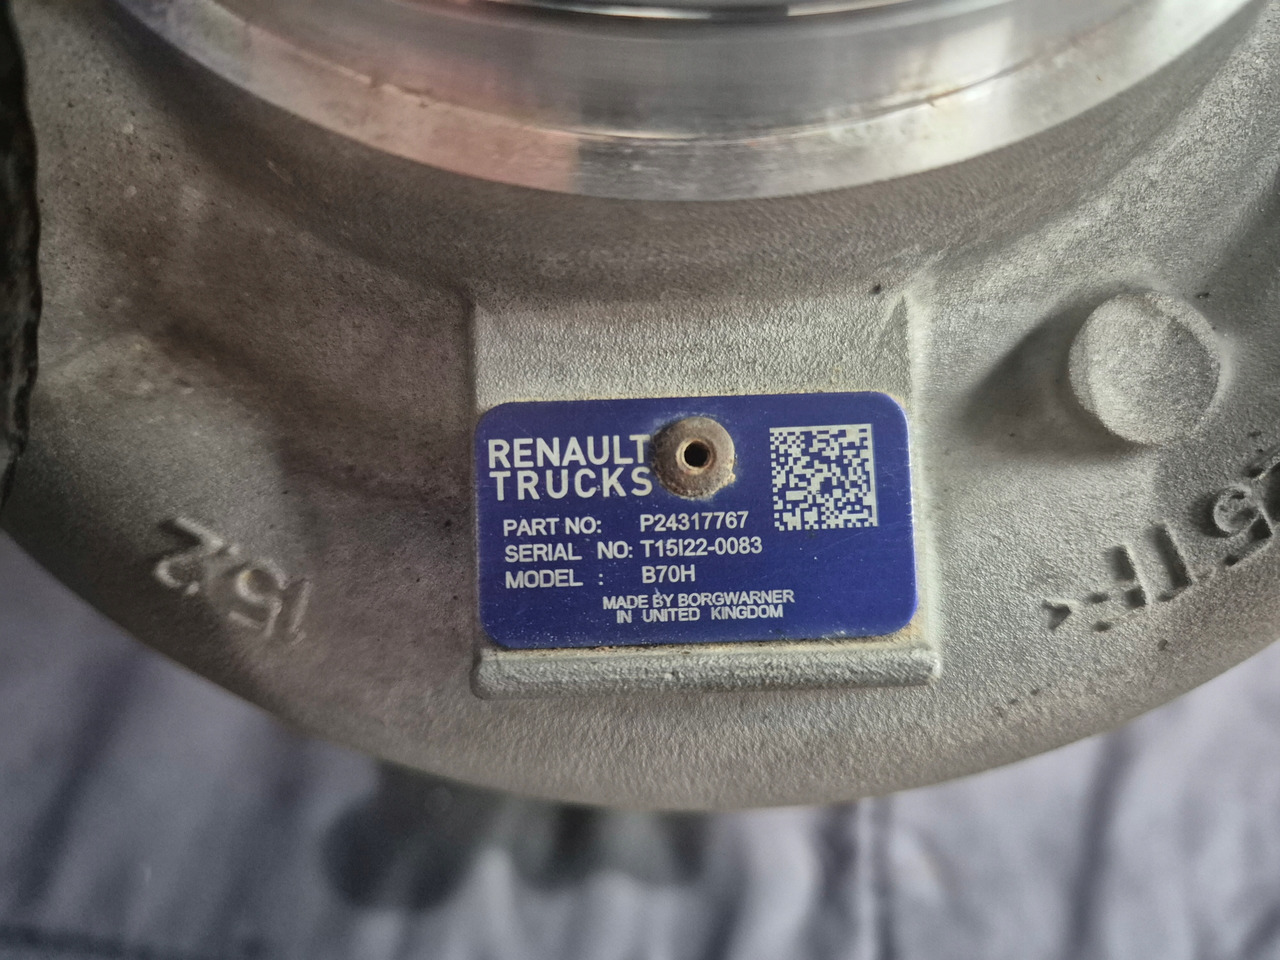 RENAULT
TRUCKS
PART NO: P24317767
SERIAL NO: T15I22-0083
MODEL : B70H
MADE BY BORGWARNER
IN UNITED KINGDOM